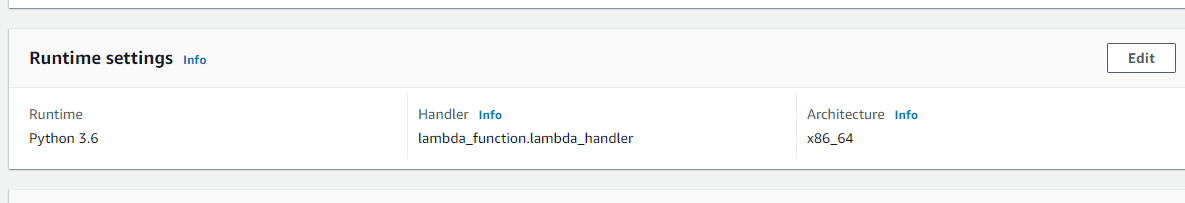 Runtime settings Info
Edit
Runtime
Handler Info
Architecture Info
Python 3.6
lambda_function.lambda_handler
x86_64